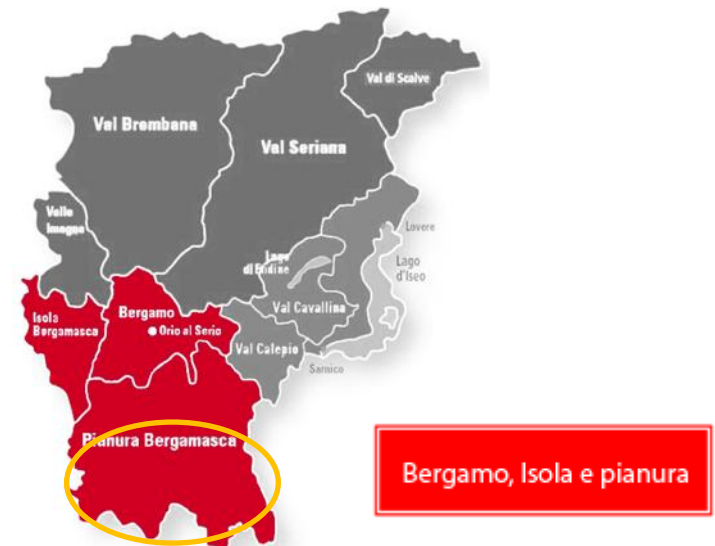 Val di Scalve
Val Brembana
Val Seriana
Valle
Imagna
Lovere
Lago
d'Iseo
Lago
di Endine
Val Cavallina
Isola
Bergamasca
Bergamo
Orio al Serio
Val Calepio
Sarnico
Pianura Bergamasca
Bergamo, Isola e pianura